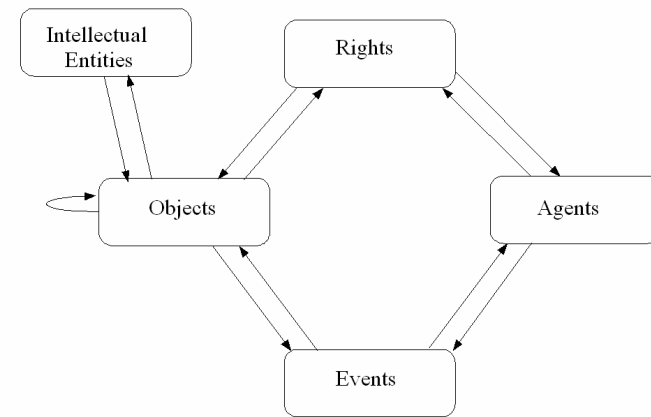 Intellectual
Entities
Rights
Objects
Agents
Events